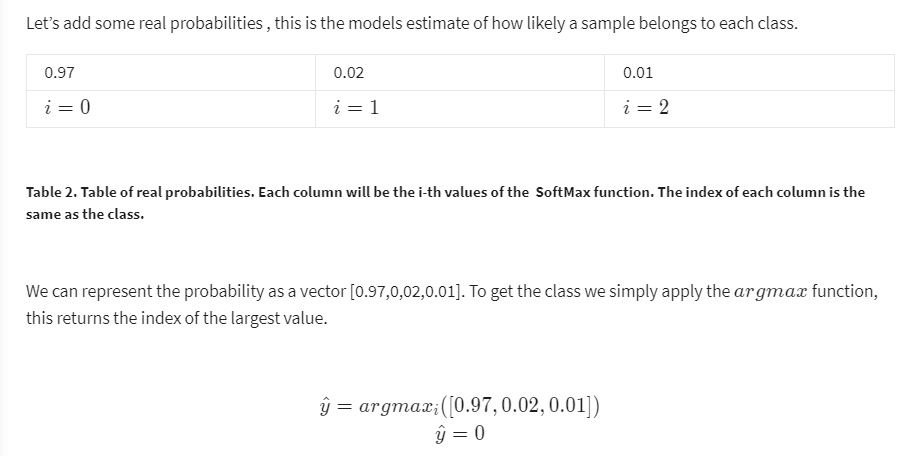 Let's add some real probabilities , this is the models estimate of how likely a sample belongs to each class.
0.97 0.02 0.01
i = 0 i = 1 i = 2
Table 2. Table of real probabilities. Each column will be the i-th values of the SoftMax function. The index of each column is the
same as the class.
We can represent the probability as a vector [0.97,0,02,0.01]. To get the class we simply apply the argmax function,
this returns the index of the largest value.
ŷ = argmaxᵢ([0.97, 0.02, 0.01])
ŷ = 0